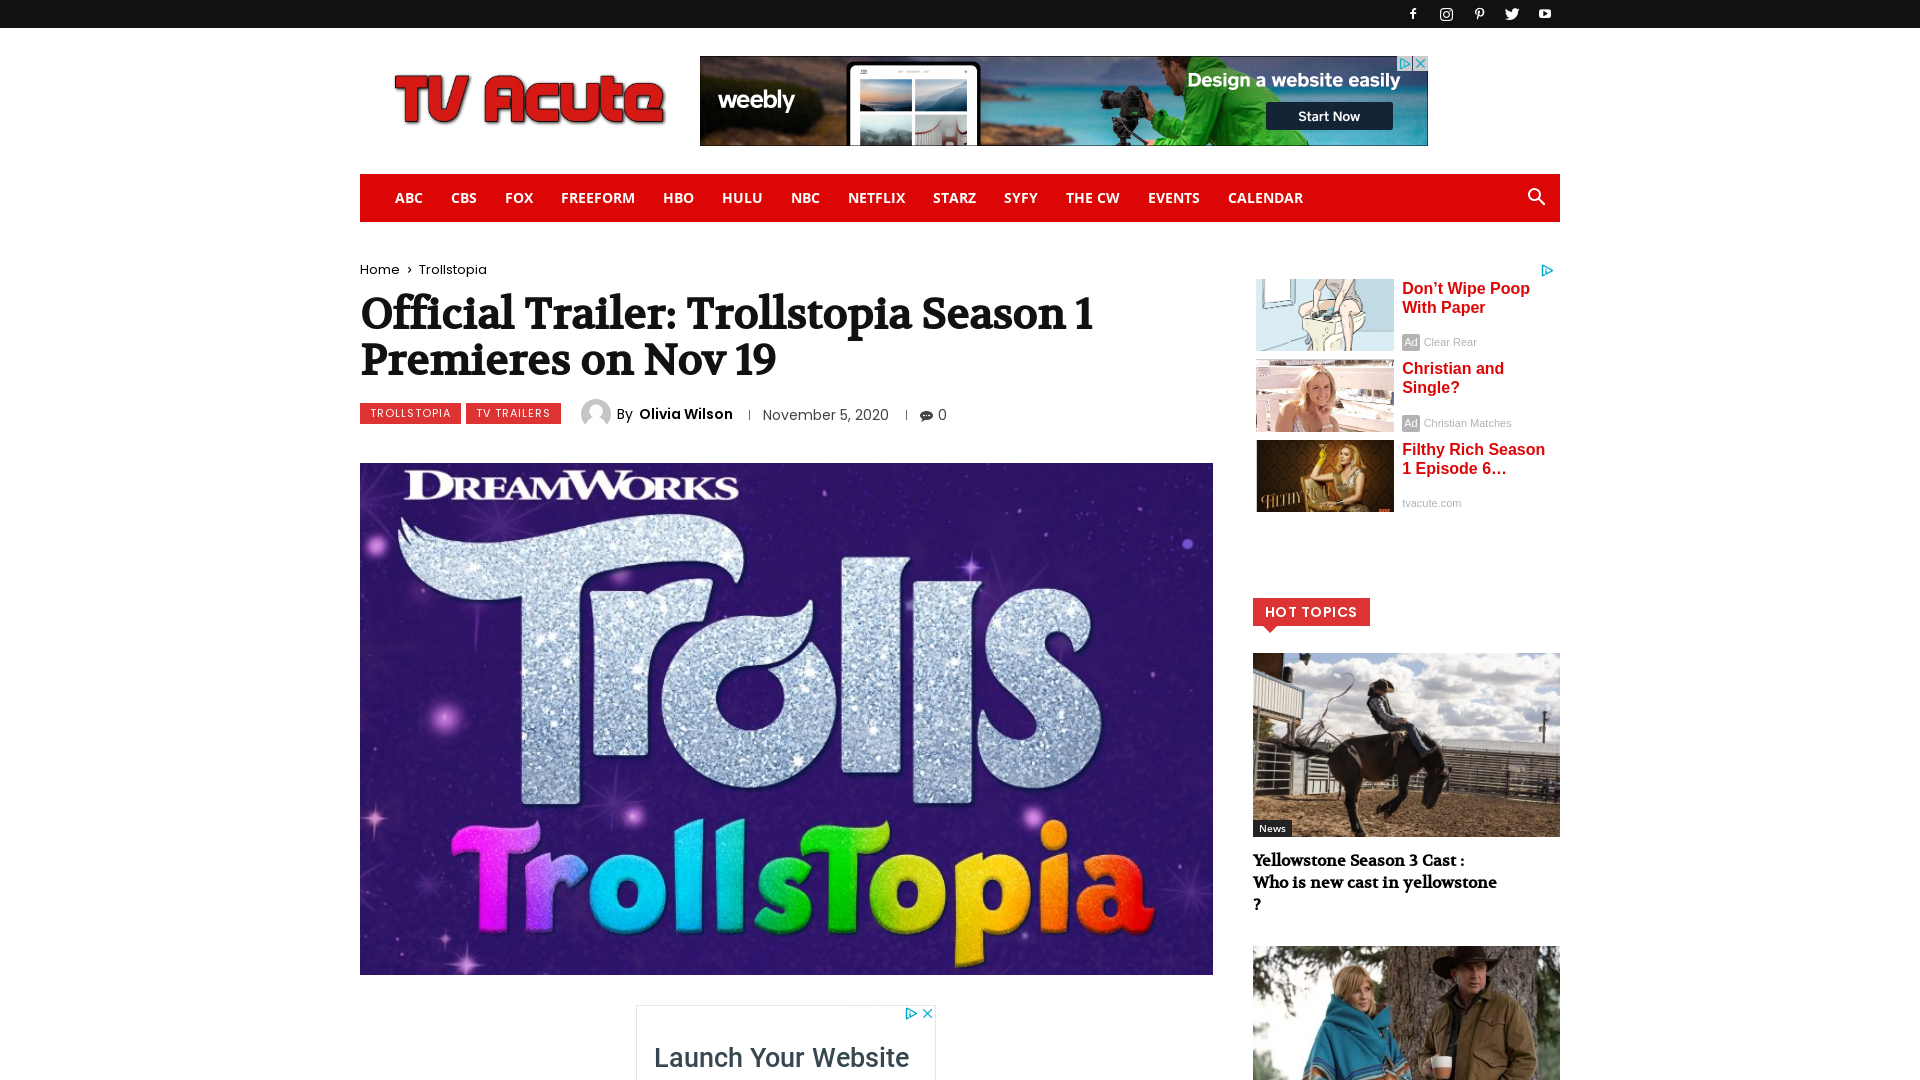 TV Acute
weebly
Design a website easily
Start Now
ABC CBS FOX FREEFORM HBO HULU NBC NETFLIX STARZ SYFY THE CW EVENTS CALENDAR
Home › Trollstopia
Official Trailer: Trollstopia Season 1
Premieres on Nov 19
TROLLSTOPIA TV TRAILERS By Olivia Wilson November 5, 2020 0
DREAMWORKS
Trolls
TrollsTopia
Launch Your Website
Don’t Wipe Poop
With Paper
Ad Clear Rear
Christian and
Single?
Ad Christian Matches
FILTHY RICH
Filthy Rich Season
1 Episode 6...
tvacute.com
HOT TOPICS
News
Yellowstone Season 3 Cast :
Who is new cast in yellowstone
?